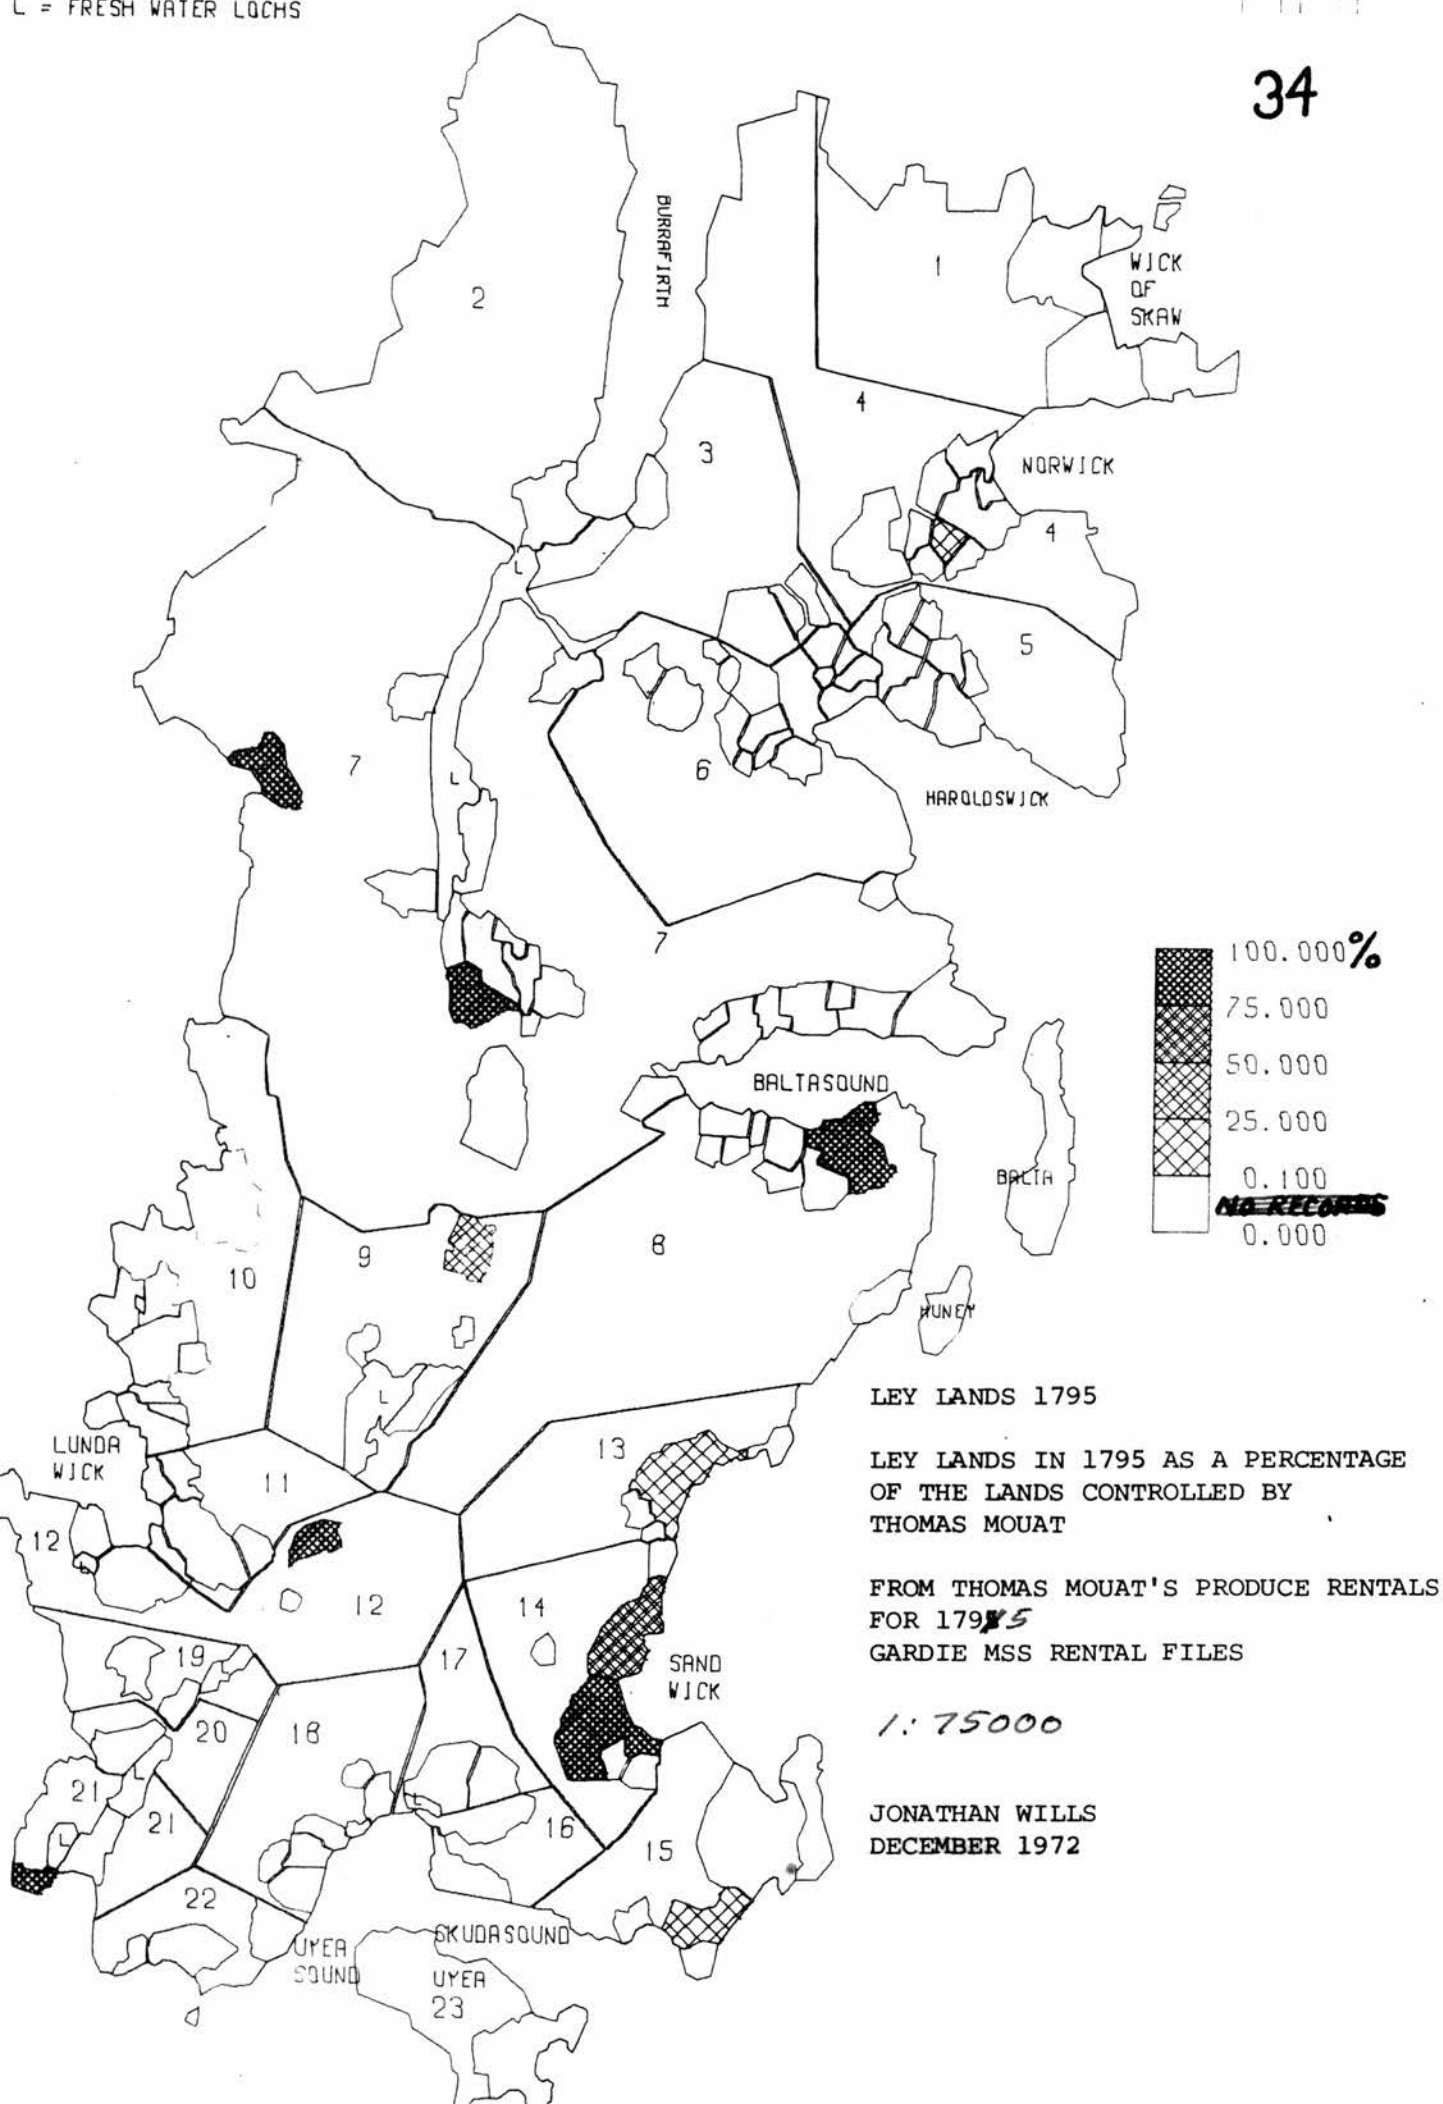 L = FRESH WATER LOCHS
34
BURRAFIRTH
1
WICK
OF
SKAW
2
4
3
NORWICK
4
L
5
7
L
6
HAROLDSWICK
7
100.000%
75.000
50.000
25.000
0.100
NO RECORDS
0.000
BALTASOUND
BALTA
9
8
10
HUNEY
L
LEY LANDS 1795
LUNDA
WICK
13
LEY LANDS IN 1795 AS A PERCENTAGE
OF THE LANDS CONTROLLED BY
THOMAS MOUAT
11
12
L
12
14
FROM THOMAS MOUAT'S PRODUCE RENTALS
FOR 1795
GARDIE MSS RENTAL FILES
19
17
SAND
WICK
20
18
1:75000
L
21
L
21
L
16
15
JONATHAN WILLS
DECEMBER 1972
22
SKUDASOUND
UYEA
SOUND
UYEA
23